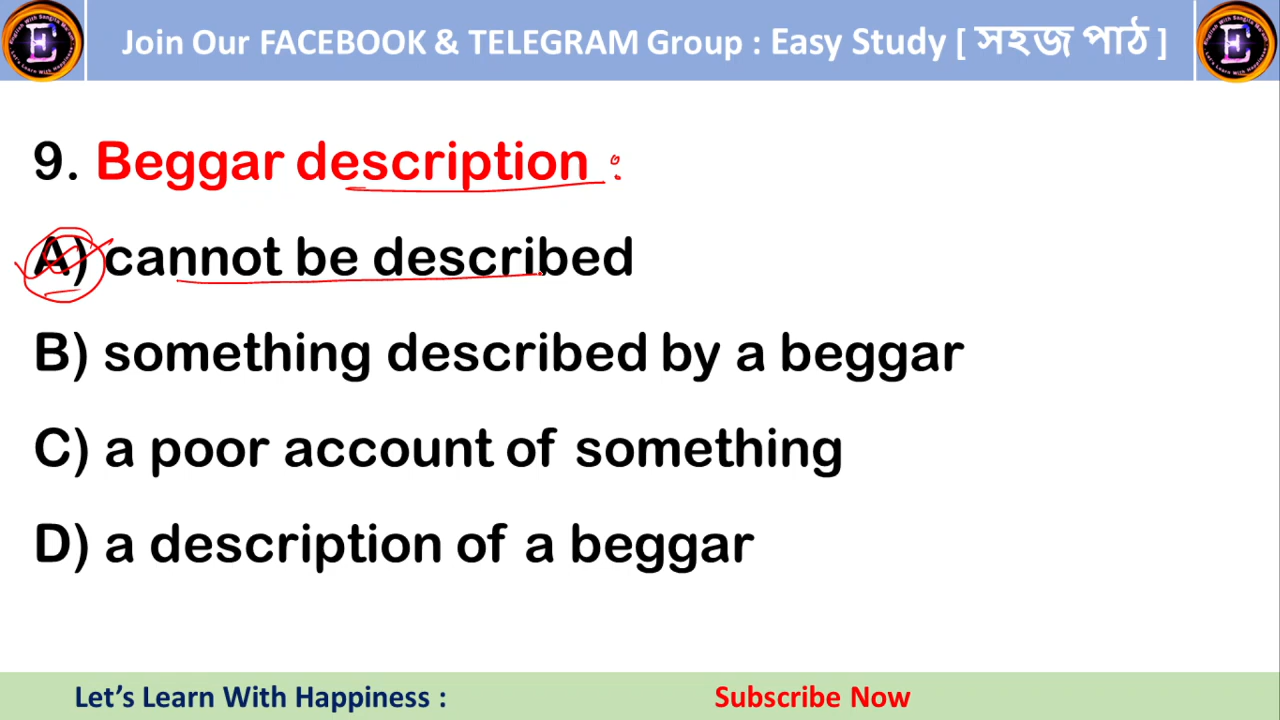 Join Our FACEBOOK & TELEGRAM Group : Easy Study [ সহজ পাঠ ]
E
E
9. Beggar description :
A) cannot be described
B) something described by a beggar
C) a poor account of something
D) a description of a beggar
Let’s Learn With Happiness :
Subscribe Now